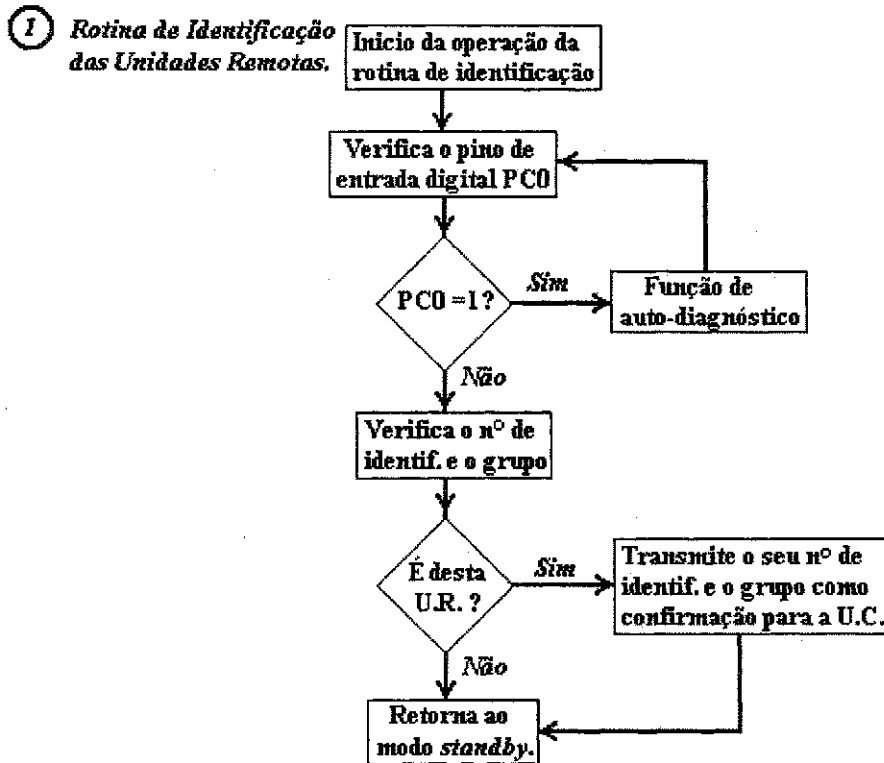 1
Rotina de Identificação
das Unidades Remotas.
Inicio da operação da
rotina de identificação
Verifica o pino de
entrada digital PC0
PC0 =1?
Sim
Função de
auto-diagnóstico
Não
Verifica o nº de
identif. e o grupo
É desta
U.R. ?
Sim
Transmite o seu nº de
identif. e o grupo como
confirmação para a U.C.
Não
Retorna ao
modo standby.